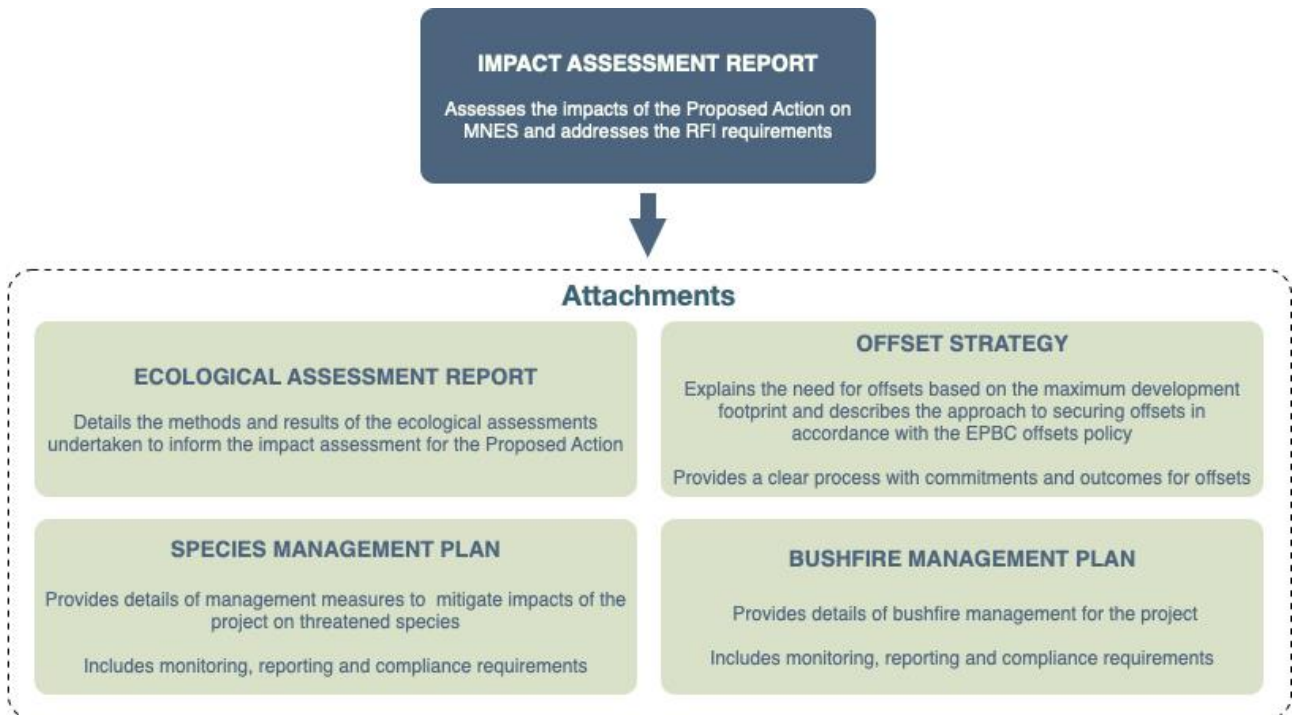 IMPACT ASSESSMENT REPORT
Assesses the impacts of the Proposed Action on
MNES and addresses the RFI requirements
Attachments
ECOLOGICAL ASSESSMENT REPORT
Details the methods and results of the ecological assessments
undertaken to inform the impact assessment for the Proposed Action
OFFSET STRATEGY
Explains the need for offsets based on the maximum development
footprint and describes the approach to securing offsets in
accordance with the EPBC offsets policy
Provides a clear process with commitments and outcomes for offsets
SPECIES MANAGEMENT PLAN
Provides details of management measures to mitigate impacts of the
project on threatened species
Includes monitoring, reporting and compliance requirements
BUSHFIRE MANAGEMENT PLAN
Provides details of bushfire management for the project
Includes monitoring, reporting and compliance requirements